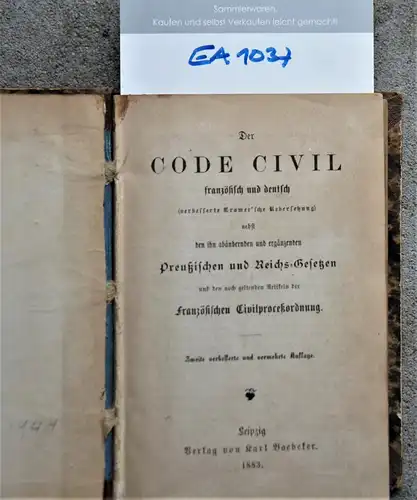 Sammlerwaren.
Kaufen und selbst Verkaufen leicht gemacht!
EA 1037
Der
CODE CIVIL
französisch und deutsch
(verbesserte Kramer'sche Uebersetzung)
nebst
den ihn abändernden und ergänzenden
Preußischen und Reichs-Gesetzen
und den noch geltenden Artikeln der
Französischen Civilproceßordnung.
Zweite verbesserte und vermehrte Auflage.
Leipzig
Verlag von Karl Baedeker.
1883.